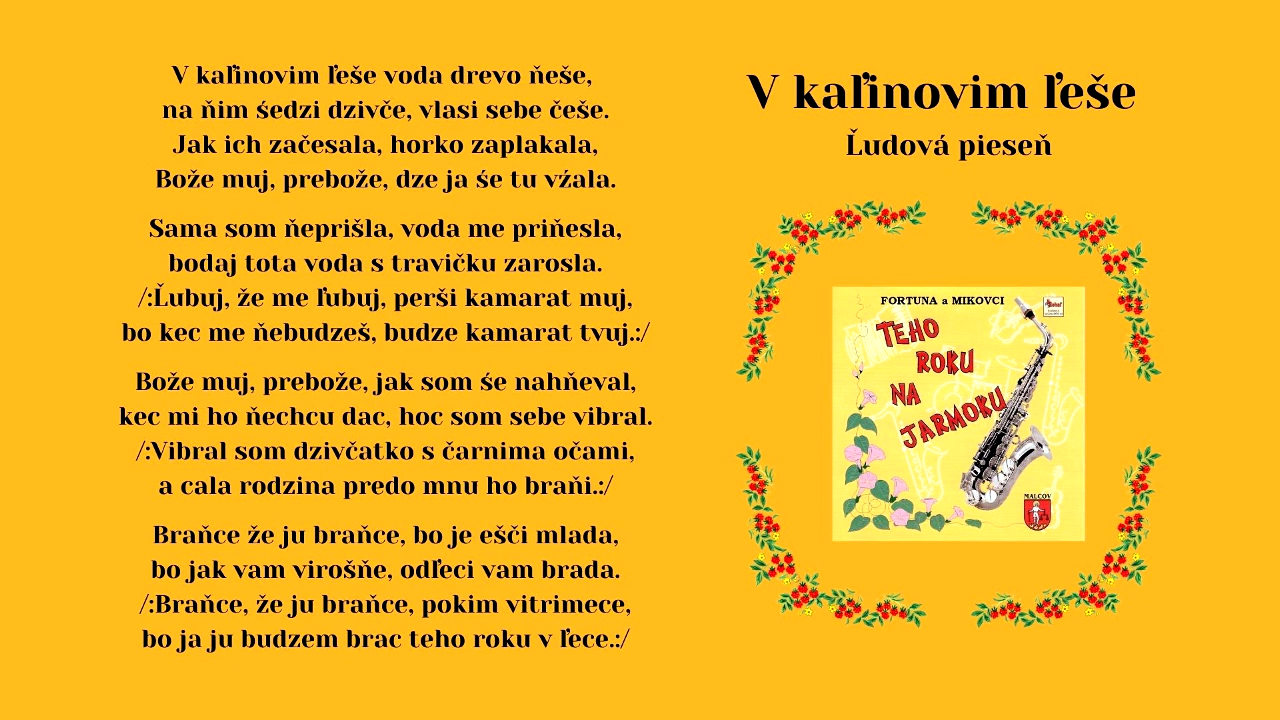 V kaľinovim ľeše voda drevo ňeše,
na ňim śedzi dzivče, vlasi sebe češe.
Jak ich začesala, horko zaplakala,
Bože muj, prebože, dze ja śe tu vźala.
Sama som ňeprišla, voda me priňesla,
bodaj tota voda s travičku zarosla.
/:Ľubuj, že me ľubuj, perši kamarat muj,
bo kec me ňebudzeš, budze kamarat tvuj.:/
Bože muj, prebože, jak som śe nahňeval,
kec mi ho ňechcu dac, hoc som sebe vibral.
/:Vibral som dzivčatko s čarnima očami,
a cala rodzina predo mnu ho braňi.:/
Braňce že ju braňce, bo je ešči mlada,
bo jak vam virošňe, odľeci vam brada.
/:Braňce, že ju braňce, pokim vitrimece,
bo ja ju budzem brac teho roku v ľece.:/
V kaľinovim ľeše
Ľudová pieseň
FORTUNA a MIKOVCI
TEHO
ROKU
NA
JARMOKU
MALCOV